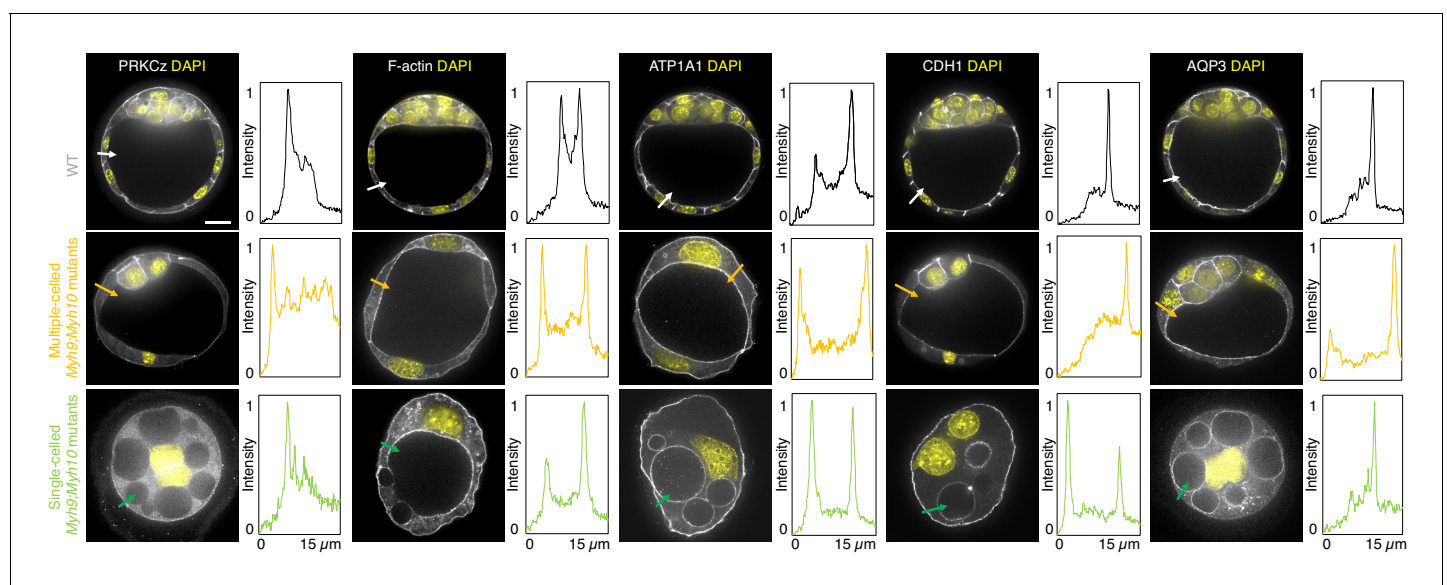 PRKCz DAPI
F-actin DAPI
ATP1A1 DAPI
CDH1 DAPI
AQP3 DAPI
WT
1
Intensity
0
1
Intensity
0
1
Intensity
0
1
Intensity
0
1
Intensity
0
Multiple-celled
Myh9;Myh10 mutants
1
Intensity
0
1
Intensity
0
1
Intensity
0
1
Intensity
0
1
Intensity
0
Single-celled
Myh9;Myh10 mutants
1
Intensity
0
1
Intensity
0
1
Intensity
0
1
Intensity
0
1
Intensity
0
0 15 µm
0 15 µm
0 15 µm
0 15 µm
0 15 µm